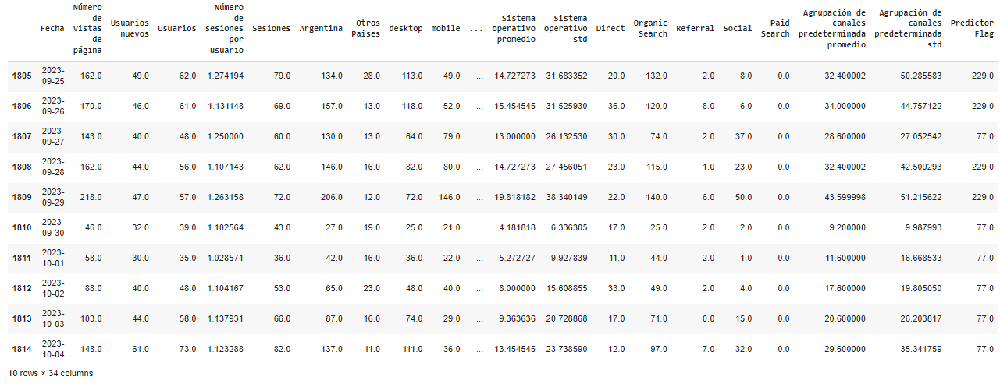 Fecha Número de vistas de página Usuarios nuevos Usuarios Número de sesiones por usuario Sesiones Argentina Otros Paises desktop mobile ... Sistema operativo promedio Sistema operativo std Direct Organic Search Referral Social Paid Search Agrupación de canales predeterminada promedio Agrupación de canales predeterminada std Predictor Flag
1805 2023-09-25 162.0 49.0 62.0 1.274194 79.0 134.0 28.0 113.0 49.0 ... 14.727273 31.683352 20.0 132.0 2.0 8.0 0.0 32.400002 50.285583 229.0
1806 2023-09-26 170.0 46.0 61.0 1.131148 69.0 157.0 13.0 118.0 52.0 ... 15.454545 31.525930 36.0 120.0 8.0 6.0 0.0 34.000000 44.757122 229.0
1807 2023-09-27 143.0 40.0 48.0 1.250000 60.0 130.0 13.0 64.0 79.0 ... 13.000000 26.132530 30.0 74.0 2.0 37.0 0.0 28.600000 27.052542 77.0
1808 2023-09-28 162.0 44.0 56.0 1.107143 62.0 146.0 16.0 82.0 80.0 ... 14.727273 27.456051 23.0 115.0 1.0 23.0 0.0 32.400002 42.509293 229.0
1809 2023-09-29 218.0 47.0 57.0 1.263158 72.0 206.0 12.0 72.0 146.0 ... 19.818182 38.340149 22.0 140.0 6.0 50.0 0.0 43.599998 51.215622 229.0
1810 2023-09-30 46.0 32.0 39.0 1.102564 43.0 27.0 19.0 25.0 21.0 ... 4.181818 6.336305 17.0 25.0 2.0 2.0 0.0 9.200000 9.987993 77.0
1811 2023-10-01 58.0 30.0 35.0 1.028571 36.0 42.0 16.0 36.0 22.0 ... 5.272727 9.927839 11.0 44.0 2.0 1.0 0.0 11.600000 16.668533 77.0
1812 2023-10-02 88.0 40.0 48.0 1.104167 53.0 65.0 23.0 48.0 40.0 ... 8.000000 15.608855 33.0 49.0 2.0 4.0 0.0 17.600000 19.805050 77.0
1813 2023-10-03 103.0 44.0 58.0 1.137931 66.0 87.0 16.0 74.0 29.0 ... 9.363636 20.728868 17.0 71.0 0.0 15.0 0.0 20.600000 26.203817 77.0
1814 2023-10-04 148.0 61.0 73.0 1.123288 82.0 137.0 11.0 111.0 36.0 ... 13.454545 23.738590 12.0 97.0 7.0 32.0 0.0 29.600000 35.341759 77.0
10 rows × 34 columns